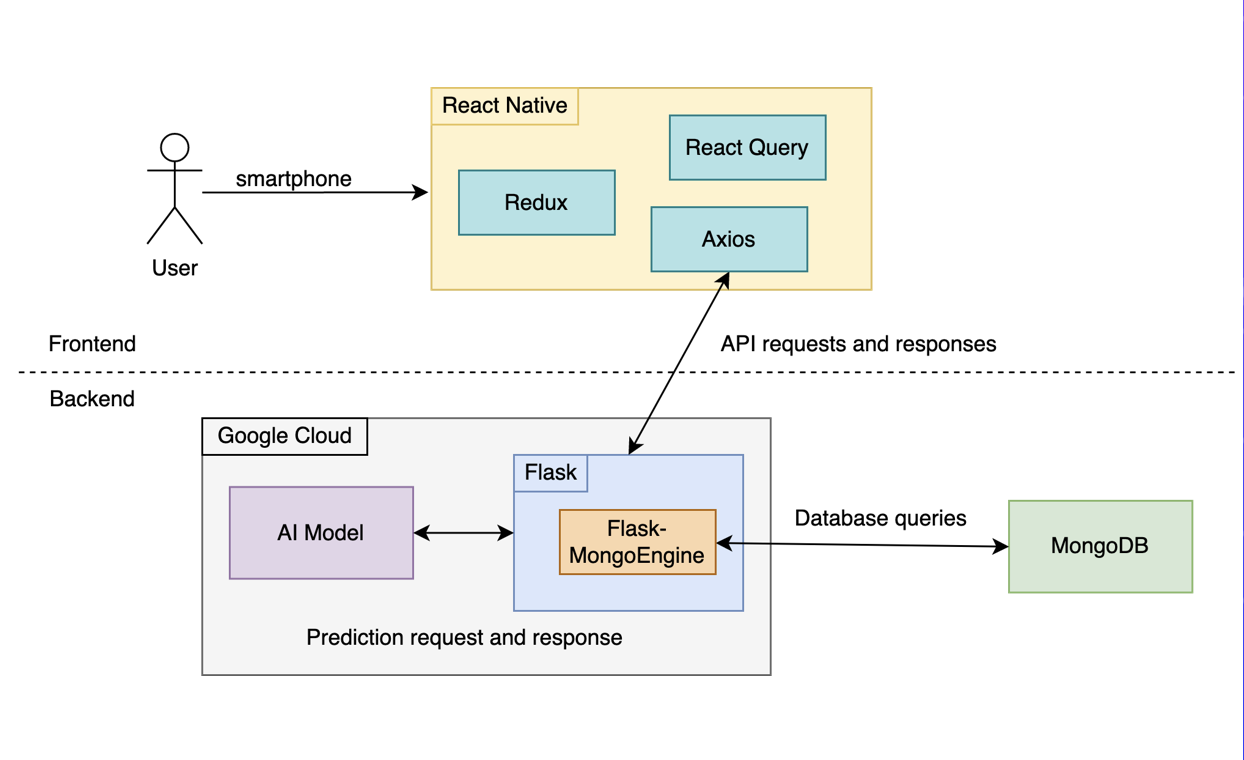 React Native
React Query
smartphone
Redux
Axios
User
Frontend
API requests and responses
Backend
Google Cloud
Flask
AI Model
Flask-
MongoEngine
Database queries
MongoDB
Prediction request and response